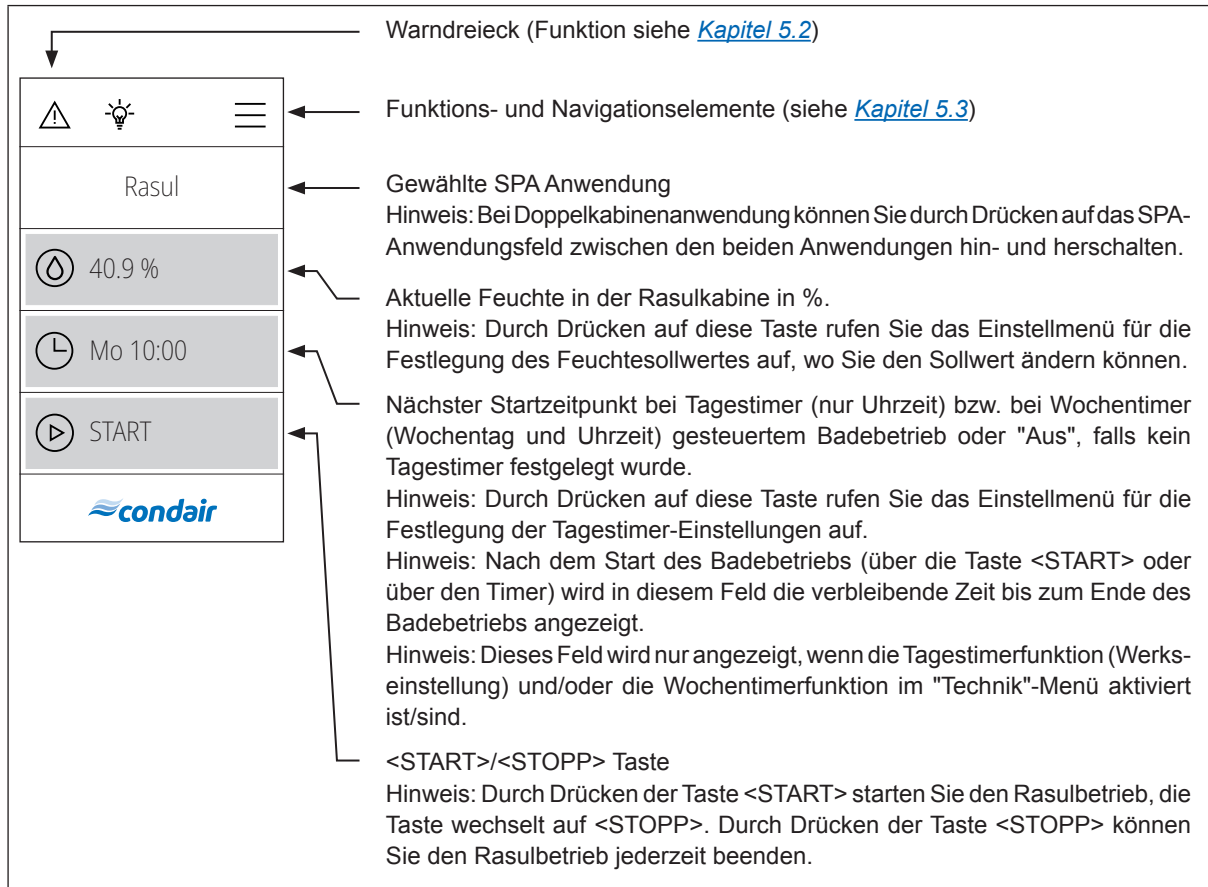 Warndreieck (Funktion siehe Kapitel 5.2)
Funktions- und Navigationselemente (siehe Kapitel 5.3)
Rasul
Gewählte SPA Anwendung
Hinweis: Bei Doppelkabinenanwendung können Sie durch Drücken auf das SPA-
Anwendungsfeld zwischen den beiden Anwendungen hin- und herschalten.
40.9 %
Aktuelle Feuchte in der Rasulkabine in %.
Hinweis: Durch Drücken auf diese Taste rufen Sie das Einstellmenü für die
Festlegung des Feuchtesollwertes auf, wo Sie den Sollwert ändern können.
Mo 10:00
Nächster Startzeitpunkt bei Tagestimer (nur Uhrzeit) bzw. bei Wochentimer
(Wochentag und Uhrzeit) gesteuertem Badebetrieb oder "Aus", falls kein
Tagestimer festgelegt wurde.
Hinweis: Durch Drücken auf diese Taste rufen Sie das Einstellmenü für die
Festlegung der Tagestimer-Einstellungen auf.
Hinweis: Nach dem Start des Badebetriebs (über die Taste <START> oder
über den Timer) wird in diesem Feld die verbleibende Zeit bis zum Ende des
Badebetriebs angezeigt.
Hinweis: Dieses Feld wird nur angezeigt, wenn die Tagestimerfunktion (Werks-
einstellung) und/oder die Wochentimerfunktion im "Technik"-Menü aktiviert
ist/sind.
START
<START>/<STOPP> Taste
Hinweis: Durch Drücken der Taste <START> starten Sie den Rasulbetrieb, die
Taste wechselt auf <STOPP>. Durch Drücken der Taste <STOPP> können
Sie den Rasulbetrieb jederzeit beenden.
condair